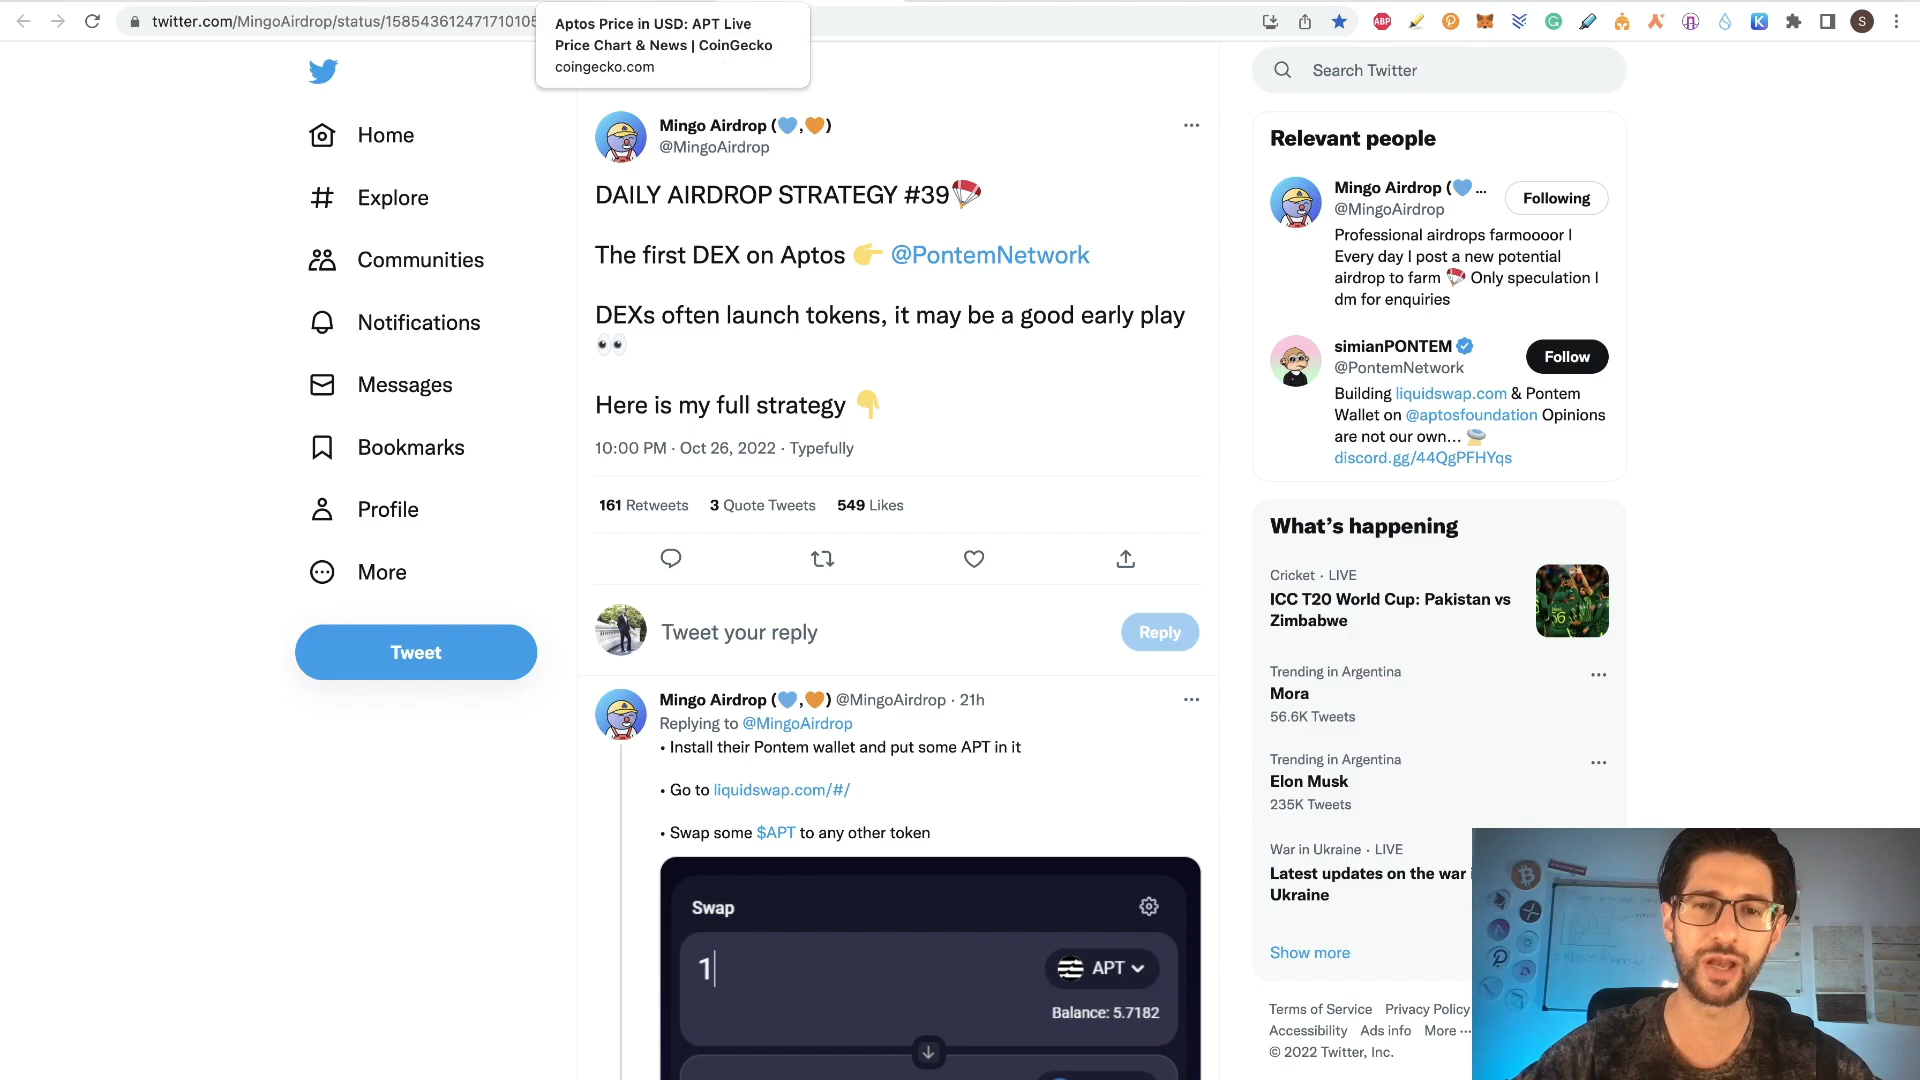 twitter.com/MingoAirdrop/status/158543612471710105
Aptos Price in USD: APT Live
Price Chart & News | CoinGecko
coingecko.com
ABP
S
Home
Explore
Communities
Notifications
Messages
Bookmarks
Profile
More
Tweet
Mingo Airdrop (💙,🧡)
@MingoAirdrop
DAILY AIRDROP STRATEGY #39🪂
The first DEX on Aptos 👉 @PontemNetwork
DEXs often launch tokens, it may be a good early play
👀
Here is my full strategy 👇
10:00 PM · Oct 26, 2022 · Typefully
161 Retweets 3 Quote Tweets 549 Likes
Tweet your reply
Reply
Mingo Airdrop (💙,🧡) @MingoAirdrop · 21h
Replying to @MingoAirdrop
• Install their Pontem wallet and put some APT in it
• Go to liquidswap.com/#/
• Swap some $APT to any other token
Swap
1
APT
Balance: 5.7182
Search Twitter
Relevant people
Mingo Airdrop (💙 ...
@MingoAirdrop
Following
Professional airdrops farmoooor I
Every day I post a new potential
airdrop to farm 🪂 Only speculation I
dm for enquiries
simianPONTEM
@PontemNetwork
Follow
Building liquidswap.com & Pontem
Wallet on @aptosfoundation Opinions
are not our own...
discord.gg/44QgPFHYqs
What's happening
Cricket · LIVE
ICC T20 World Cup: Pakistan vs
Zimbabwe
Trending in Argentina
Mora
56.6K Tweets
Trending in Argentina
Elon Musk
235K Tweets
War in Ukraine · LIVE
Latest updates on the war
Ukraine
Show more
Terms of Service Privacy Policy
Accessibility Ads info More ...
© 2022 Twitter, Inc.